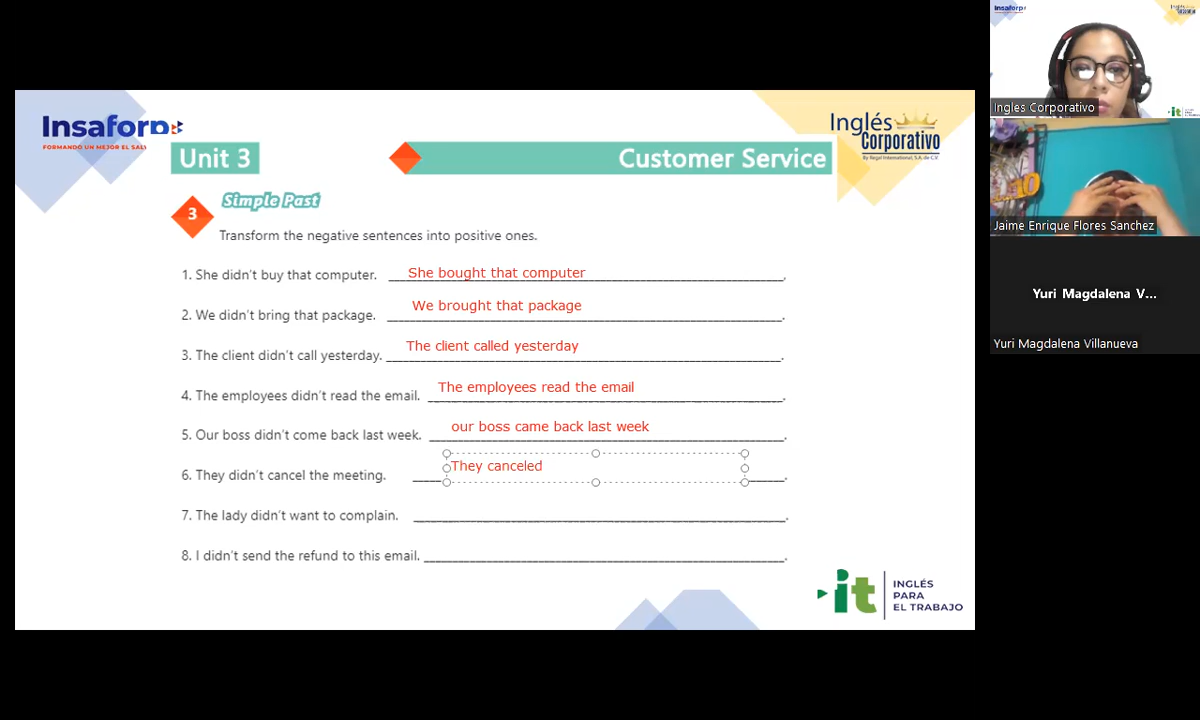 Insaforp
FORMANDO UN MEJOR EL SALV
Unit 3
Customer Service
Inglés
Corporativo
By Regal International, S.A. de C.V.
3
Simple Past
Transform the negative sentences into positive ones.
1. She didn't buy that computer. She bought that computer.
2. We didn't bring that package. We brought that package.
3. The client didn't call yesterday. The client called yesterday.
4. The employees didn't read the email. The employees read the email.
5. Our boss didn't come back last week. our boss came back last week.
6. They didn't cancel the meeting. They canceled.
7. The lady didn't want to complain. .
8. I didn't send the refund to this email. .
it
INGLÉS
PARA
EL TRABAJO
Insaforp
Ingles Corporativo
it
Jaime Enrique Flores Sanchez
Yuri Magdalena V...
Yuri Magdalena Villanueva